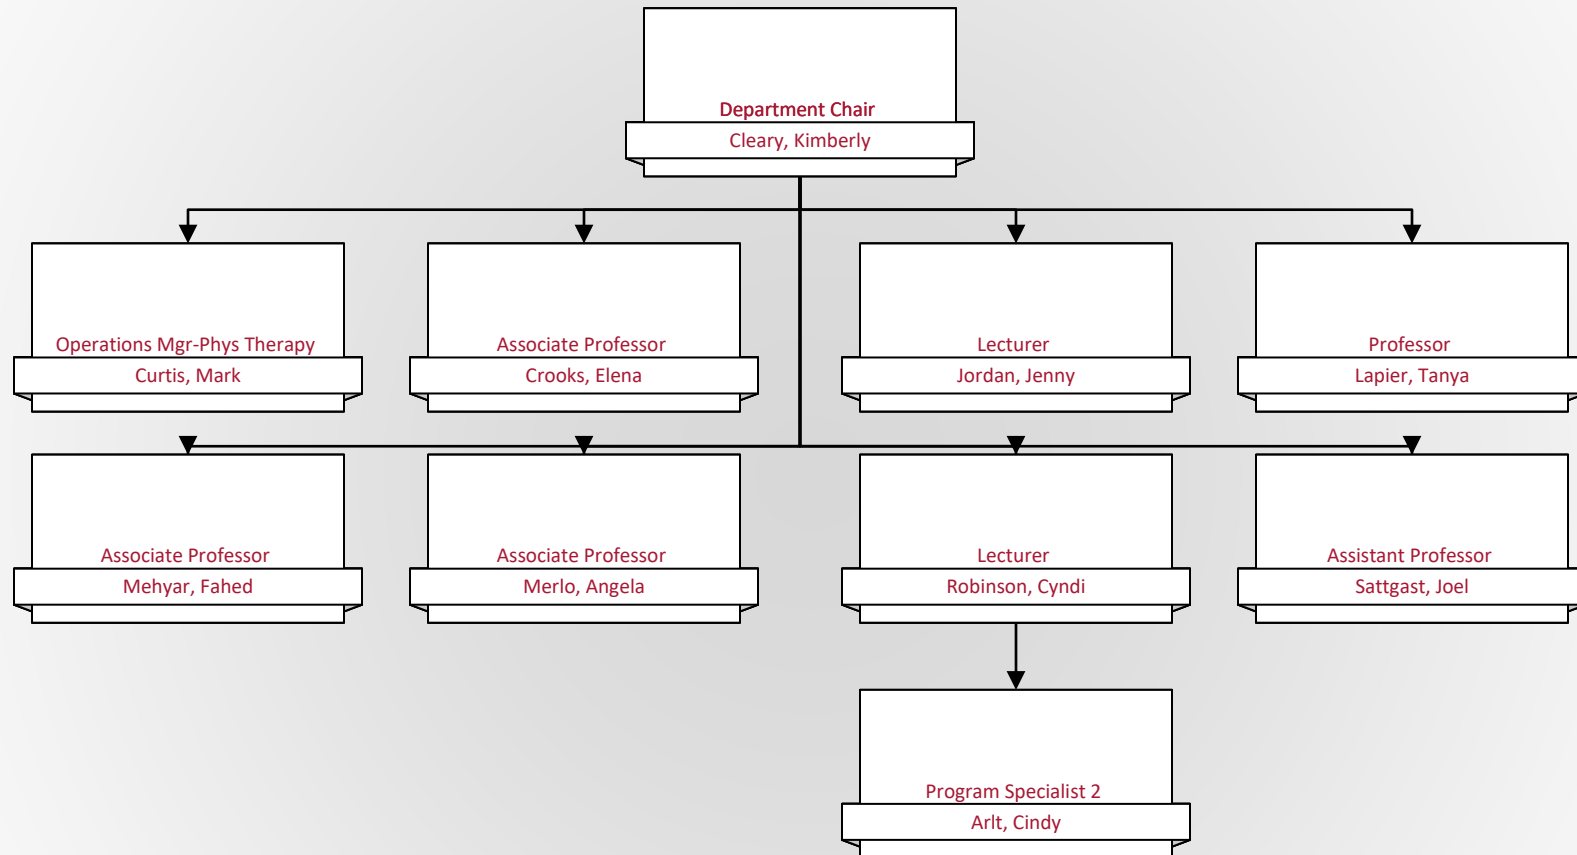 Department Chair
Cleary, Kimberly
Operations Mgr-Phys Therapy
Curtis, Mark
Associate Professor
Crooks, Elena
Lecturer
Jordan, Jenny
Professor
Lapier, Tanya
Associate Professor
Mehyar, Fahed
Associate Professor
Merlo, Angela
Lecturer
Robinson, Cyndi
Assistant Professor
Sattgast, Joel
Program Specialist 2
Arlt, Cindy